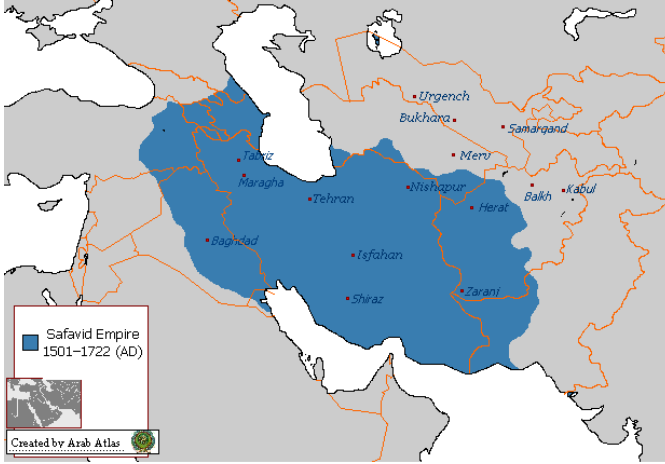 Urgench
Bukhara
Samarqand
Tabriz
Merv
Maragha
Nishapur
Balkh
Kabul
Tehran
Herat
Baghdad
Isfahan
Shiraz
Zaranj
Safavid Empire
1501-1722 (AD)
Created by Arab Atlas